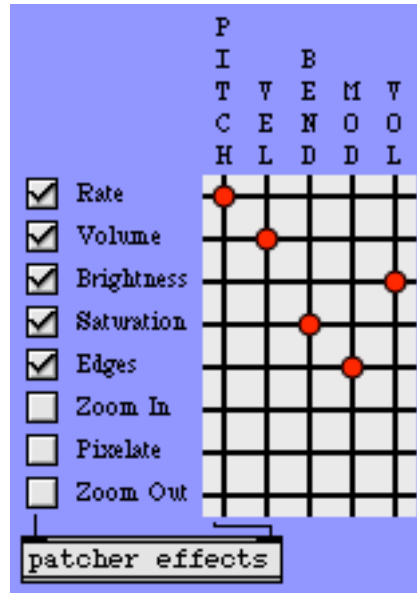 PITCH
VEL
BEND
MOD
VOL
Rate
Volume
Brightness
Saturation
Edges
Zoom In
Pixelate
Zoom Out
patcher effects